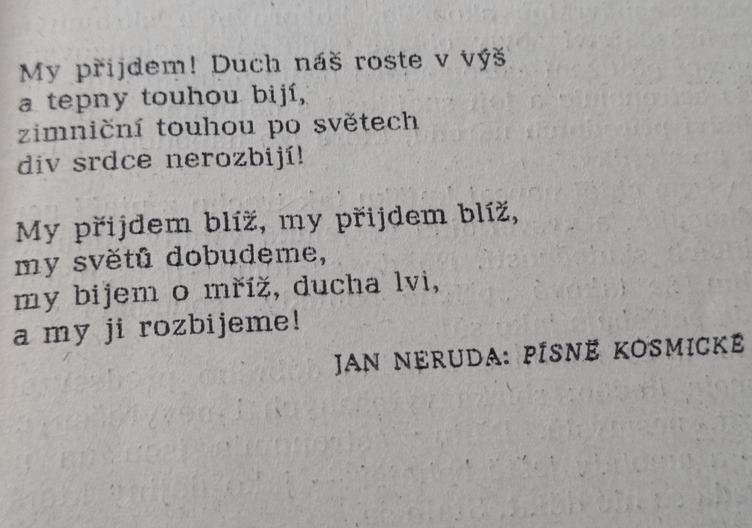 My přijdem! Duch náš roste v výš
a tepny touhou bijí,
zimniční touhou po světech
div srdce nerozbijí!
My přijdem blíž, my přijdem blíž,
my světů dobudeme,
my bijem o mříž, ducha lvi,
a my ji rozbijeme!
JAN NERUDA: PÍSNĚ KOSMICKÉ